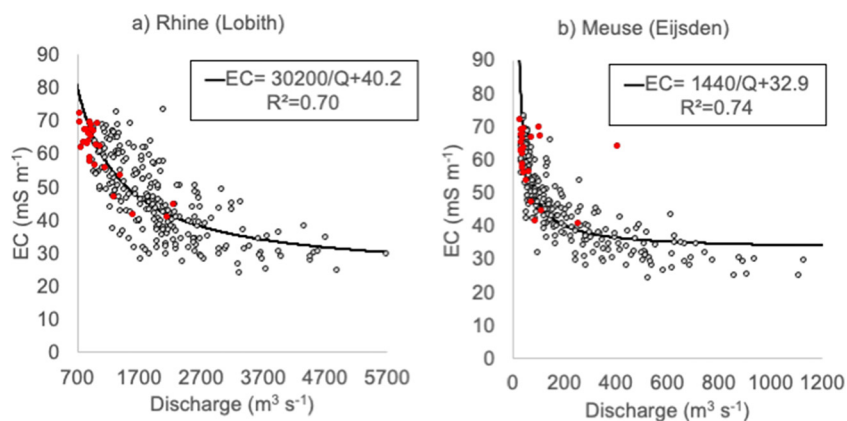 a) Rhine (Lobith)
90
80
70
60
50
40
30
20
10
0
EC (mS m⁻¹)
EC= 30200/Q+40.2
R²=0.70
700 1700 2700 3700 4700 5700
Discharge (m³ s⁻¹)
b) Meuse (Eijsden)
90
80
70
60
50
40
30
20
10
0
EC (mS m⁻¹)
EC= 1440/Q+32.9
R²=0.74
0 200 400 600 800 1000 1200
Discharge (m³ s⁻¹)